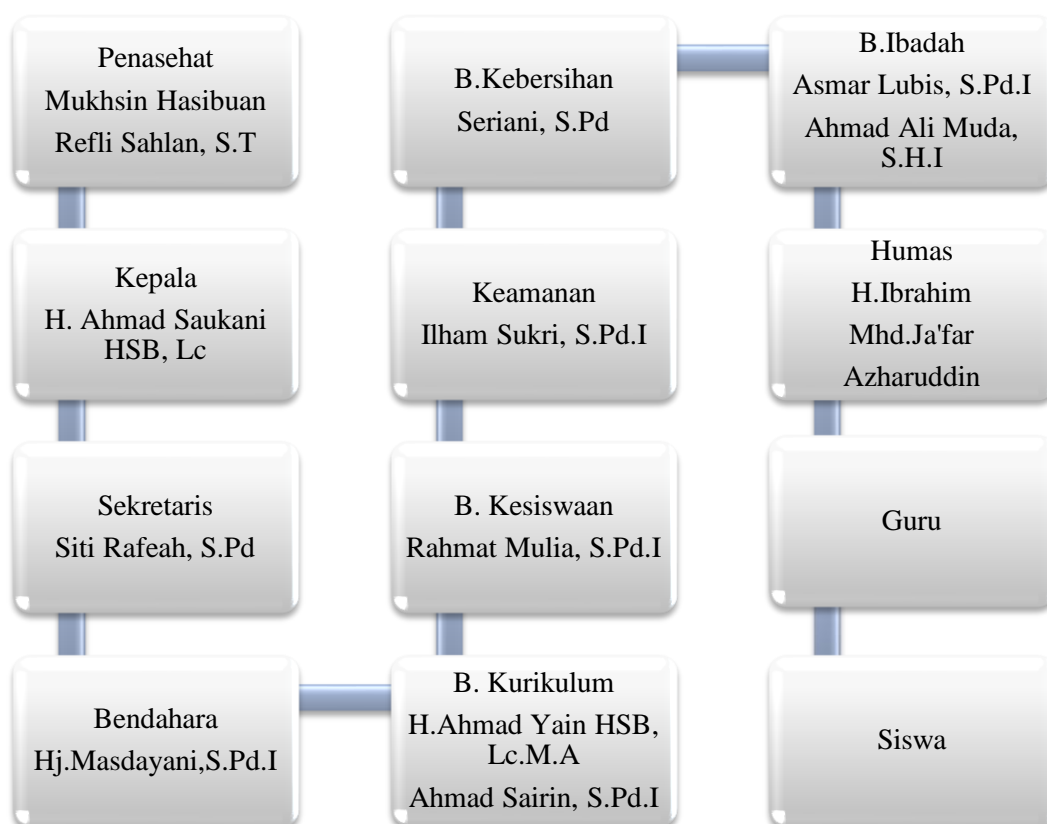 Penasehat
Mukhsin Hasibuan
Refli Sahlan, S.T
Kepala
H. Ahmad Saukani
HSB, Lc
Sekretaris
Siti Rafeah, S.Pd
Bendahara
Hj.Masdayani,S.Pd.I
B. Kurikulum
H.Ahmad Yain HSB,
Lc.M.A
Ahmad Sairin, S.Pd.I
B. Kesiswaan
Rahmat Mulia, S.Pd.I
Keamanan
Ilham Sukri, S.Pd.I
B.Kebersihan
Seriani, S.Pd
B.Ibadah
Asmar Lubis, S.Pd.I
Ahmad Ali Muda,
S.H.I
Humas
H.Ibrahim
Mhd.Ja'far
Azharuddin
Guru
Siswa